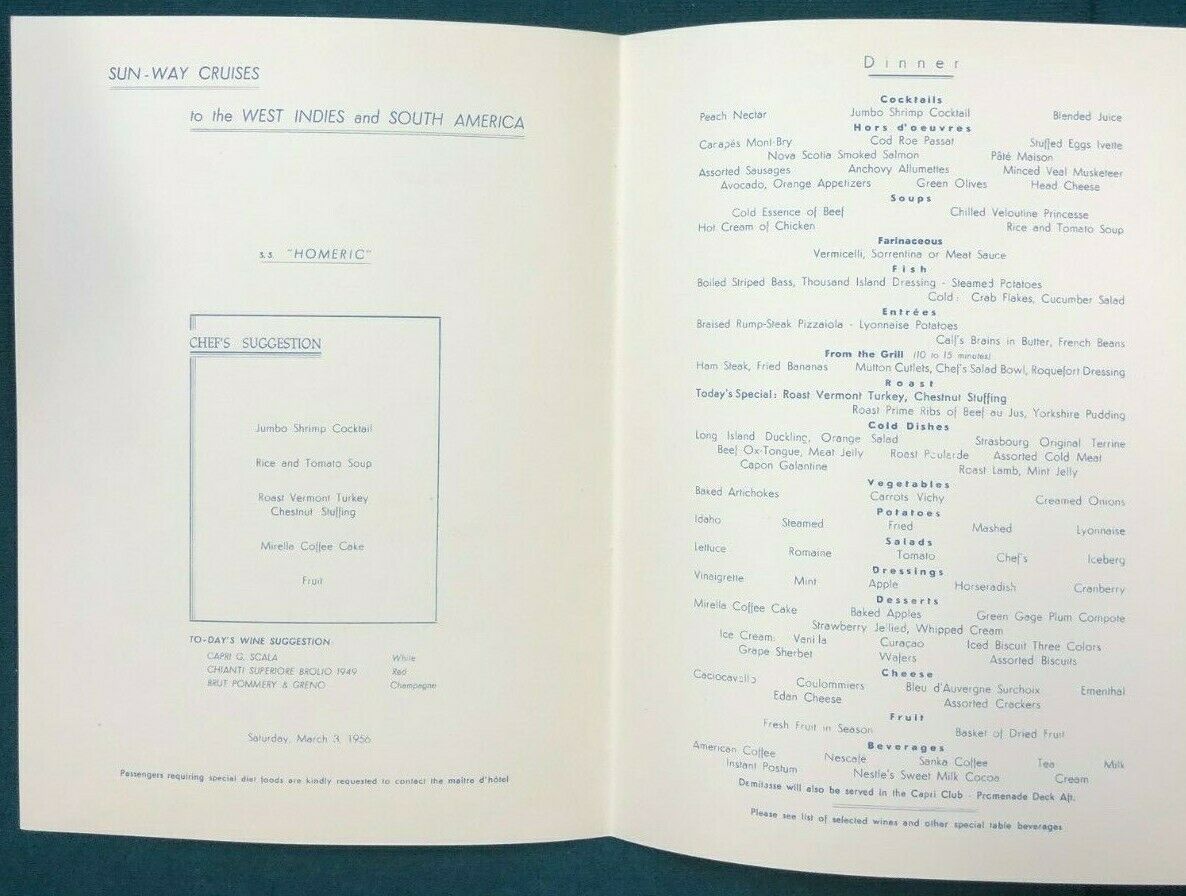 SUN-WAY CRUISES
to the WEST INDIES and SOUTH AMERICA
s.s. "HOMERIC"
CHEF'S SUGGESTION
Jumbo Shrimp Cocktail
Rice and Tomato Soup
Roast Vermont Turkey
Chestnut Stuffing
Mirella Coffee Cake
Fruit
TO-DAY'S WINE SUGGESTION
CAPRI G. SCALA White
CHIANTI SUPERIORE BROLIO 1949 Red
BRUT POMMERY & GRENO Champagne
Saturday, March 3, 1956
Passengers requiring special diet foods are kindly requested to contact the maître d'hôtel
Dinner
Cocktails
Peach Nectar Jumbo Shrimp Cocktail Blended Juice
Hors d'oeuvres
Carapès Mont-Bry Cod Roe Passat Stuffed Eggs Ivette
Nova Scotia Smoked Salmon Pâté Maison
Assorted Sausages Anchovy Allumettes Minced Veal Musketeer
Avocado, Orange Appetizers Green Olives Head Cheese
Soups
Cold Essence of Beef Chilled Veloutine Princesse
Hot Cream of Chicken Rice and Tomato Soup
Farinaceous
Vermicelli, Sorrentina or Meat Sauce
Fish
Boiled Striped Bass, Thousand Island Dressing - Steamed Potatoes
Cold: Crab Flakes, Cucumber Salad
Entrées
Braised Rump-Steak Pizzaiola - Lyonnaise Potatoes
Calf's Brains in Butter, French Beans
From the Grill (10 to 15 minutes)
Ham Steak, Fried Bananas Mutton Cutlets, Chef's Salad Bowl, Roquefort Dressing
Roast
Today's Special: Roast Vermont Turkey, Chestnut Stuffing
Roast Prime Ribs of Beef au Jus, Yorkshire Pudding
Cold Dishes
Long Island Duckling, Orange Salad Strasbourg Original Terrine
Beef Ox-Tongue, Meat Jelly Roast Poularde Assorted Cold Meat
Capon Galantine Roast Lamb, Mint Jelly
Vegetables
Baked Artichokes Carrots Vichy Creamed Onions
Potatoes
Idaho Steamed Fried Mashed Lyonnaise
Salads
Lettuce Romaine Tomato Chef's Iceberg
Dressings
Vinaigrette Mint Apple Horseradish Cranberry
Desserts
Mirella Coffee Cake Baked Apples Green Gage Plum Compote
Strawberry Jellied, Whipped Cream
Ice Cream: Vanilla Curaçao Iced Biscuit Three Colors
Grape Sherbet Wafers Assorted Biscuits
Cheese
Caciocavallo Coulommiers Bleu d'Auvergne Surchoix Ementhal
Edan Cheese Assorted Crackers
Fruit
Fresh Fruit in Season Basket of Dried Fruit
Beverages
American Coffee Nescafé Sanka Coffee Tea Milk
Instant Postum Nestle's Sweet Milk Cocoa Cream
Demitasse will also be served in the Capri Club - Promenade Deck Aft.
Please see list of selected wines and other special table beverages